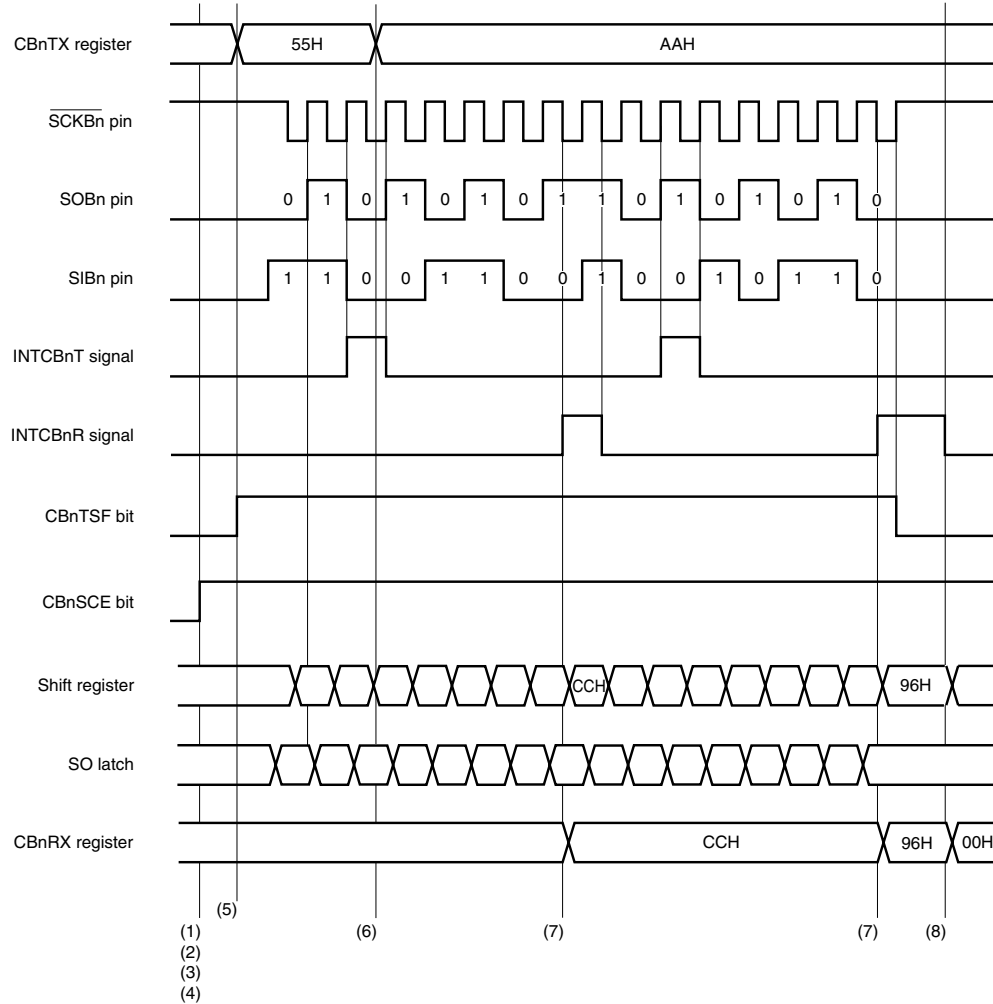 CBnTX register 55H AAH
SCKBn pin
SOBn pin 0 1 0 1 0 1 0 1 1 0 1 0 1 0 1 0
SIBn pin 1 1 0 0 1 1 0 0 1 0 0 1 0 1 1 0
INTCBnT signal
INTCBnR signal
CBnTSF bit
CBnSCE bit
Shift register CCH 96H
SO latch
CBnRX register CCH 96H 00H
(5)
(1) (6) (7) (7) (8)
(2)
(3)
(4)